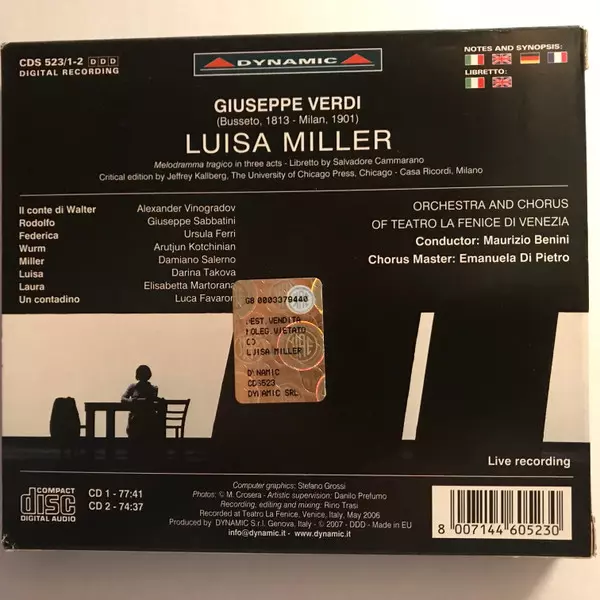 CDS 523/1-2 DDD
DIGITAL RECORDING
DYNAMIC
NOTES AND SYNOPSIS:
LIBRETTO:
GIUSEPPE VERDI
(Busseto, 1813 - Milan, 1901)
LUISA MILLER
Melodramma tragico in three acts - Libretto by Salvadore Cammarano
Critical edition by Jeffrey Kallberg, The University of Chicago Press, Chicago - Casa Ricordi, Milano
Il conte di Walter Alexander Vinogradov
Rodolfo Giuseppe Sabbatini
Federica Ursula Ferri
Wurm Arutjun Kotchinian
Miller Damiano Salerno
Luisa Darina Takova
Laura Elisabetta Martorana
Un contadino Luca Favaron
ORCHESTRA AND CHORUS
OF TEATRO LA FENICE DI VENEZIA
Conductor: Maurizio Benini
Chorus Master: Emanuela Di Pietro
GB 0003379440
EST.VENDITA
NOLEG.VIETATO
CD
LUISA MILLER
DYNAMIC
CDS523
DYNAMIC SRL
Live recording
COMPACT
disc
DIGITAL AUDIO
CD 1 - 77:41
CD 2 - 74:37
Computer graphics: Stefano Grossi
Photos: © M. Crosera - Artistic supervision: Danilo Prefumo
Recording, editing and mixing: Rino Trasi
Recorded at Teatro La Fenice, Venice, Italy, May 2006
Produced by DYNAMIC S.r.l. Genova, Italy - © 2007 - DDD - Made in EU
info@dynamic.it - www.dynamic.it
8 007144 605230